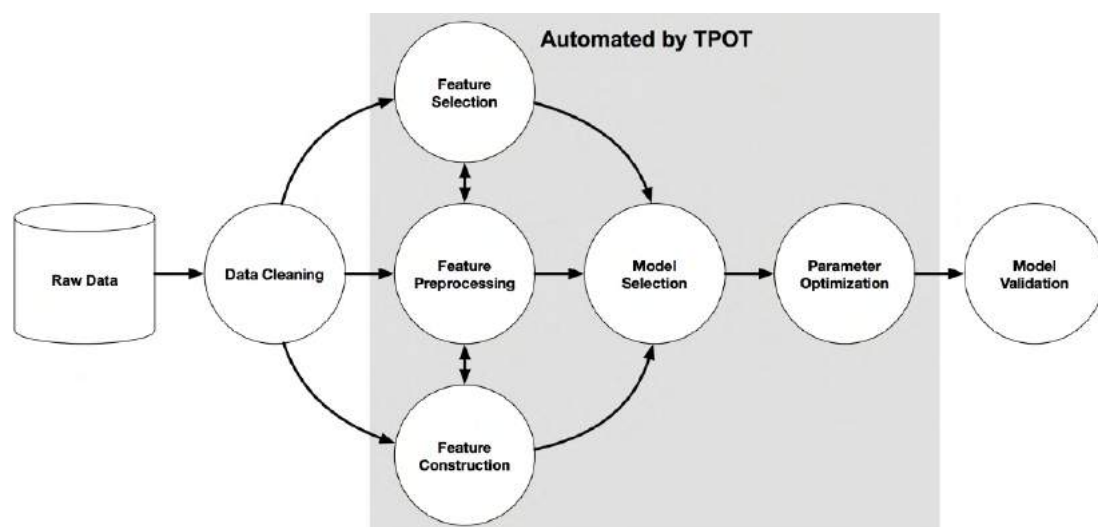 Automated by TPOT
Feature
Selection
Raw Data
Data Cleaning
Feature
Preprocessing
Model
Selection
Parameter
Optimization
Model
Validation
Feature
Construction